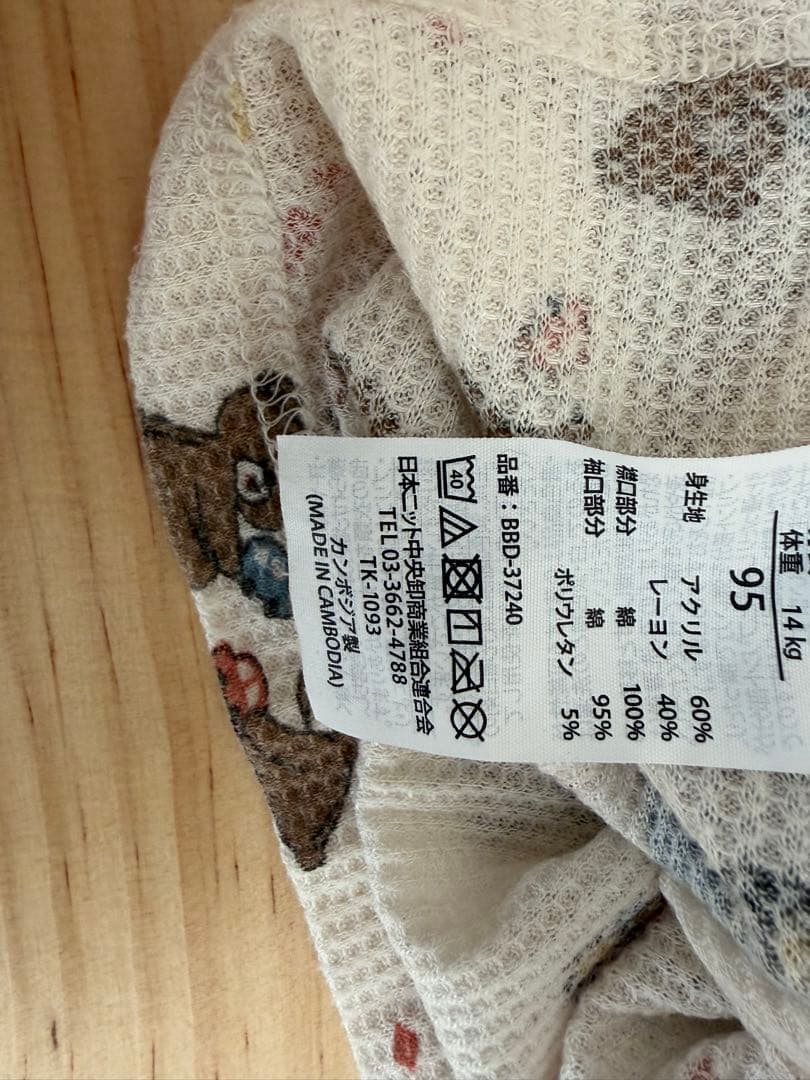 体重 14 kg
95
身生地 アクリル 60%
レーヨン 40%
襟口部分 綿 100%
袖口部分 綿 95%
ポリウレタン 5%
品番：BBD-37240
40
日本ニット中央卸商業組合連合会
TEL 03-3662-4788
TK-1093
カンボジア製
(MADE IN CAMBODIA)